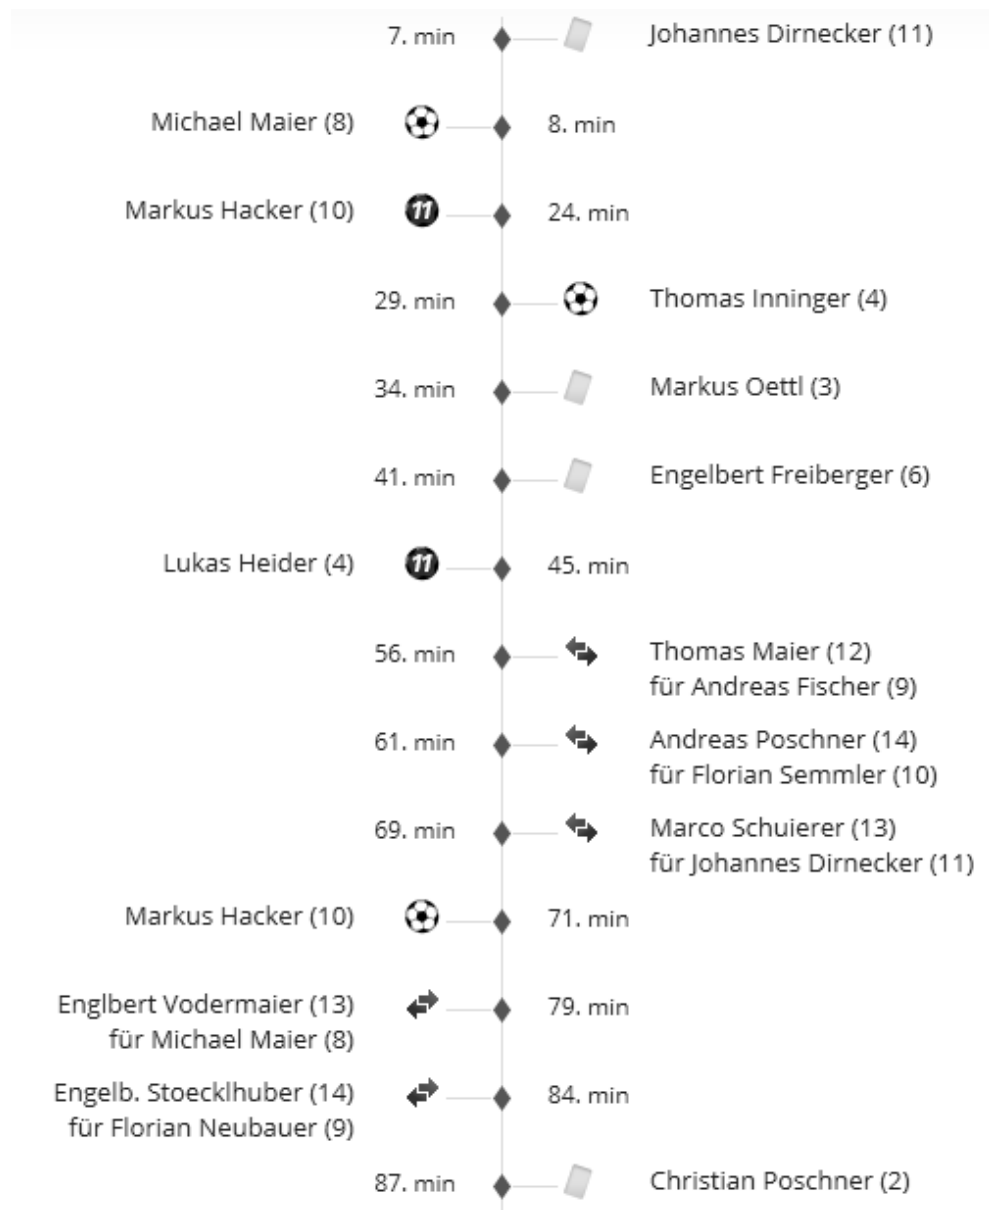 7. min Johannes Dirnecker (11)
Michael Maier (8) 8. min
Markus Hacker (10) 11 24. min
29. min Thomas Inninger (4)
34. min Markus Oettl (3)
41. min Engelbert Freiberger (6)
Lukas Heider (4) 11 45. min
56. min Thomas Maier (12)
für Andreas Fischer (9)
61. min Andreas Poschner (14)
für Florian Semmler (10)
69. min Marco Schuierer (13)
für Johannes Dirnecker (11)
Markus Hacker (10) 71. min
Englbert Vodermaier (13) 79. min
für Michael Maier (8)
Engelb. Stoecklhuber (14) 84. min
für Florian Neubauer (9)
87. min Christian Poschner (2)